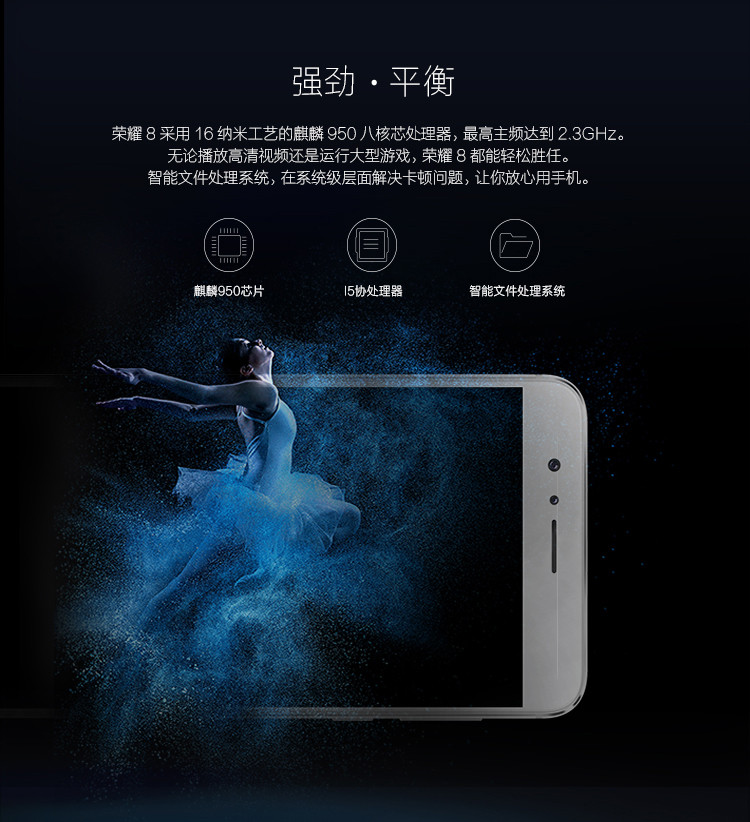 强劲·平衡
荣耀 8 采用 16 纳米工艺的麒麟 950 八核芯处理器，最高主频达到 2.3GHz。
无论播放高清视频还是运行大型游戏，荣耀 8 都能轻松胜任。
智能文件处理系统，在系统级层面解决卡顿问题，让你放心用手机。
麒麟950芯片 I5协处理器 智能文件处理系统